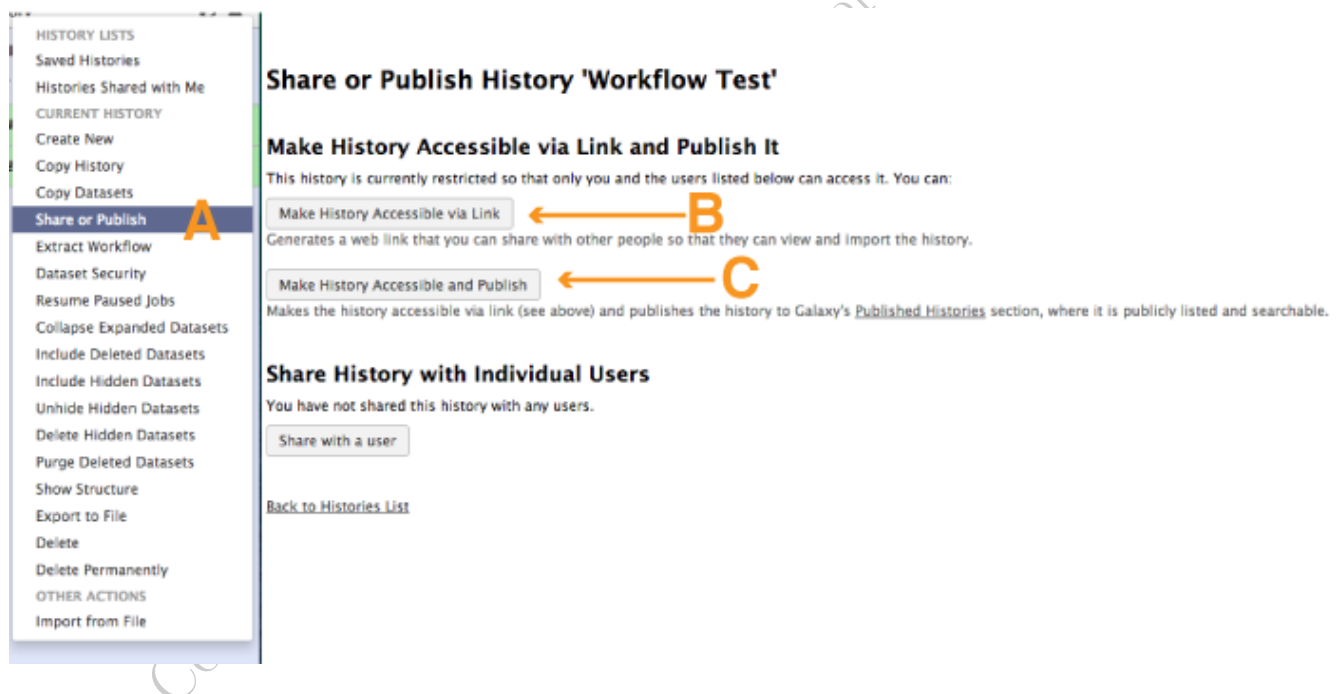 HISTORY LISTS
Saved Histories
Histories Shared with Me
CURRENT HISTORY
Create New
Copy History
Copy Datasets
Share or Publish
A
Extract Workflow
Dataset Security
Resume Paused Jobs
Collapse Expanded Datasets
Include Deleted Datasets
Include Hidden Datasets
Unhide Hidden Datasets
Delete Hidden Datasets
Purge Deleted Datasets
Show Structure
Export to File
Delete
Delete Permanently
OTHER ACTIONS
Import from File
Share or Publish History 'Workflow Test'
Make History Accessible via Link and Publish It
This history is currently restricted so that only you and the users listed below can access it. You can:
Make History Accessible via Link
B
Generates a web link that you can share with other people so that they can view and import the history.
Make History Accessible and Publish
C
Makes the history accessible via link (see above) and publishes the history to Galaxy's Published Histories section, where it is publicly listed and searchable.
Share History with Individual Users
You have not shared this history with any users.
Share with a user
Back to Histories List